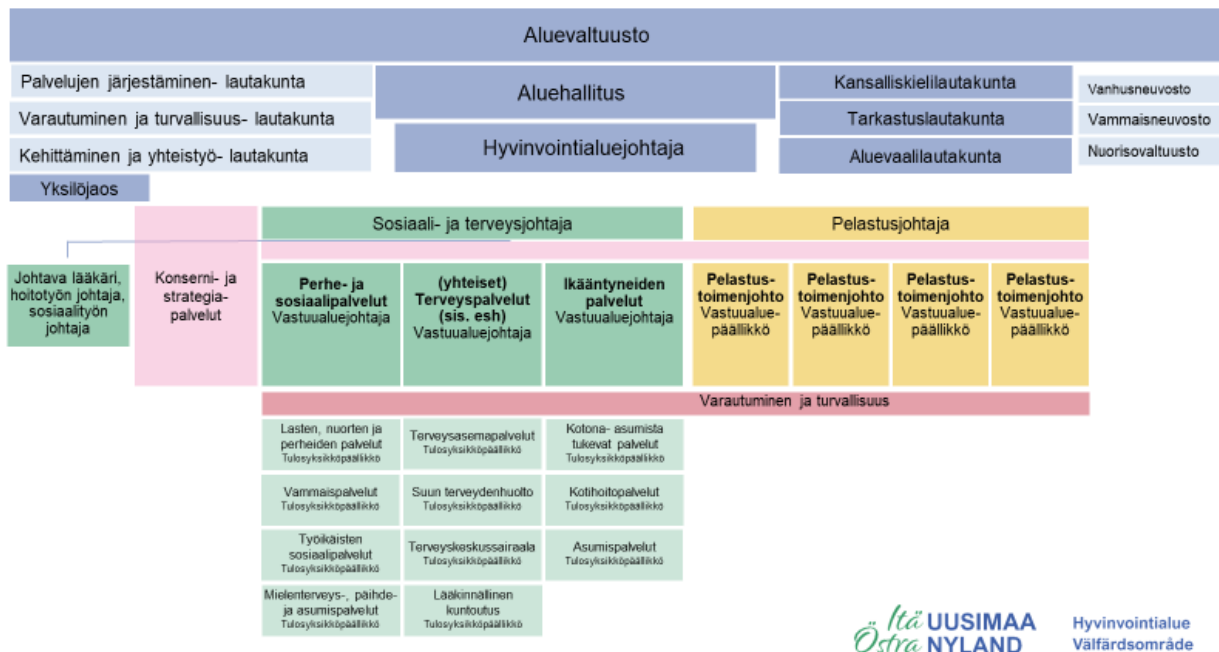 Aluevaltuusto
Palvelujen järjestäminen- lautakunta
Varautuminen ja turvallisuus- lautakunta
Kehittäminen ja yhteistyö- lautakunta
Yksilöjaos
Aluehallitus
Hyvinvointialuejohtaja
Kansalliskielilautakunta
Tarkastuslautakunta
Aluevaalilautakunta
Vanhusneuvosto
Vammaisneuvosto
Nuorisovaltuusto
Sosiaali- ja terveysjohtaja
Pelastusjohtaja
Johtava lääkäri,
hoitotyön johtaja,
sosiaalityön
johtaja
Konserni- ja
strategia-
palvelut
Perhe- ja
sosiaalipalvelut
Vastuualuejohtaja
(yhteiset)
Terveyspalvelut
(sis. esh)
Vastuualuejohtaja
Ikääntyneiden
palvelut
Vastuualuejohtaja
Pelastus-
toimenjohto
Vastuualue-
päällikkö
Pelastus-
toimenjohto
Vastuualue-
päällikkö
Pelastus-
toimenjohto
Vastuualue-
päällikkö
Pelastus-
toimenjohto
Vastuualue-
päällikkö
Varautuminen ja turvallisuus
Lasten, nuorten ja
perheiden palvelut
Tulosyksikköpäällikkö
Terveysasemapalvelut
Tulosyksikköpäällikkö
Kotona- asumista
tukevat palvelut
Tulosyksikköpäällikkö
Vammaispalvelut
Tulosyksikköpäällikkö
Suun terveydenhuolto
Tulosyksikköpäällikkö
Kotihoitopalvelut
Tulosyksikköpäällikkö
Työikäisten
sosiaalipalvelut
Tulosyksikköpäällikkö
Terveyskeskussairaala
Tulosyksikköpäällikkö
Asumispalvelut
Tulosyksikköpäällikkö
Mielenterveys-, päihde-
ja asumispalvelut
Tulosyksikköpäällikkö
Lääkinnällinen
kuntoutus
Tulosyksikköpäällikkö
Itä UUSIMAA
Östra NYLAND
Hyvinvointialue
Välfärdsområde